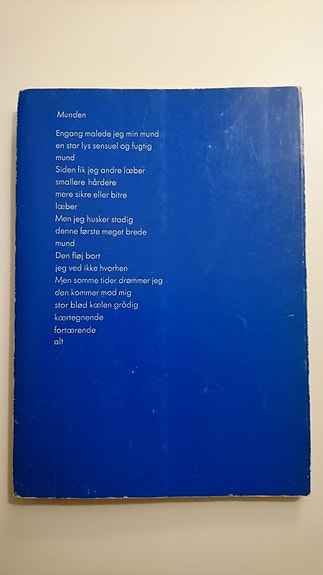 Munden
Engang malede jeg min mund
en stor lys sensuel og fugtig
mund
Siden fik jeg andre læber
smallere hårdere
mere sikre eller bitre
læber
Men jeg husker stadig
denne første meget brede
mund
Den fløj bort
jeg ved ikke hvorhen
Men somme tider drømmer jeg
den kommer mod mig
stor blød kælen grådig
kærtegnende
fortærende
alt